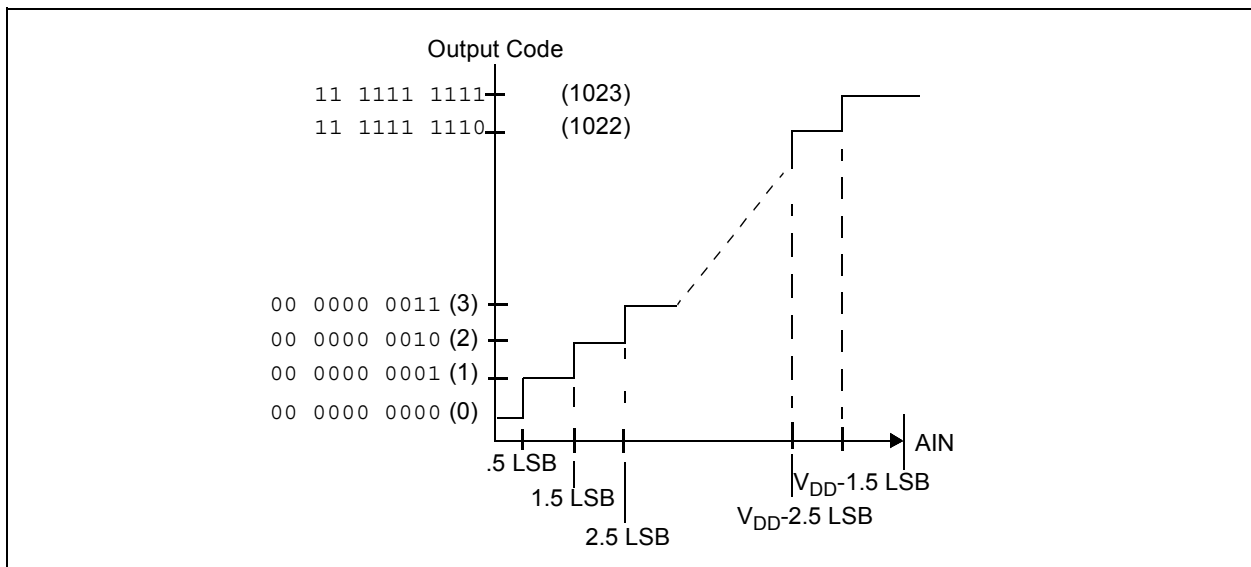 Output Code
11 1111 1111 (1023)
11 1111 1110 (1022)
00 0000 0011 (3)
00 0000 0010 (2)
00 0000 0001 (1)
00 0000 0000 (0)
AIN
.5 LSB
VDD-1.5 LSB
1.5 LSB
VDD-2.5 LSB
2.5 LSB